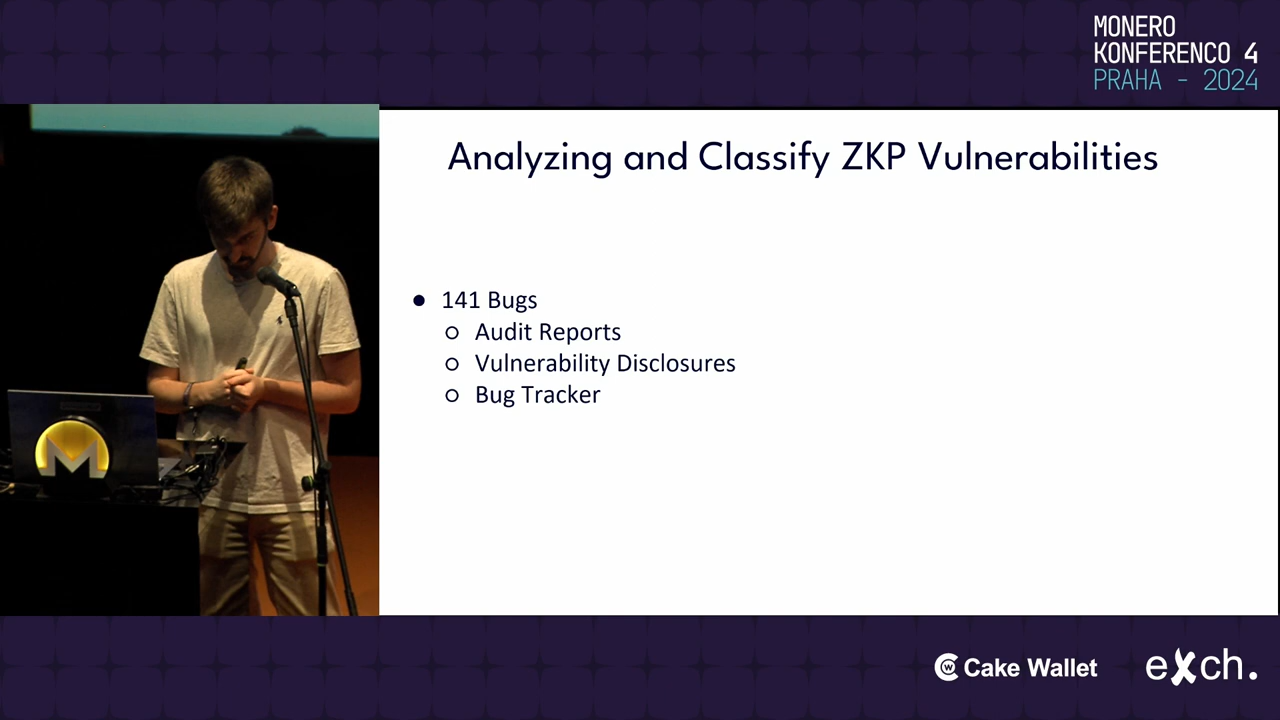 MONERO
KONFERENCO 4
PRAHA - 2024
Analyzing and Classify ZKP Vulnerabilities
● 141 Bugs
○ Audit Reports
○ Vulnerability Disclosures
○ Bug Tracker
Cake Wallet
eXch.